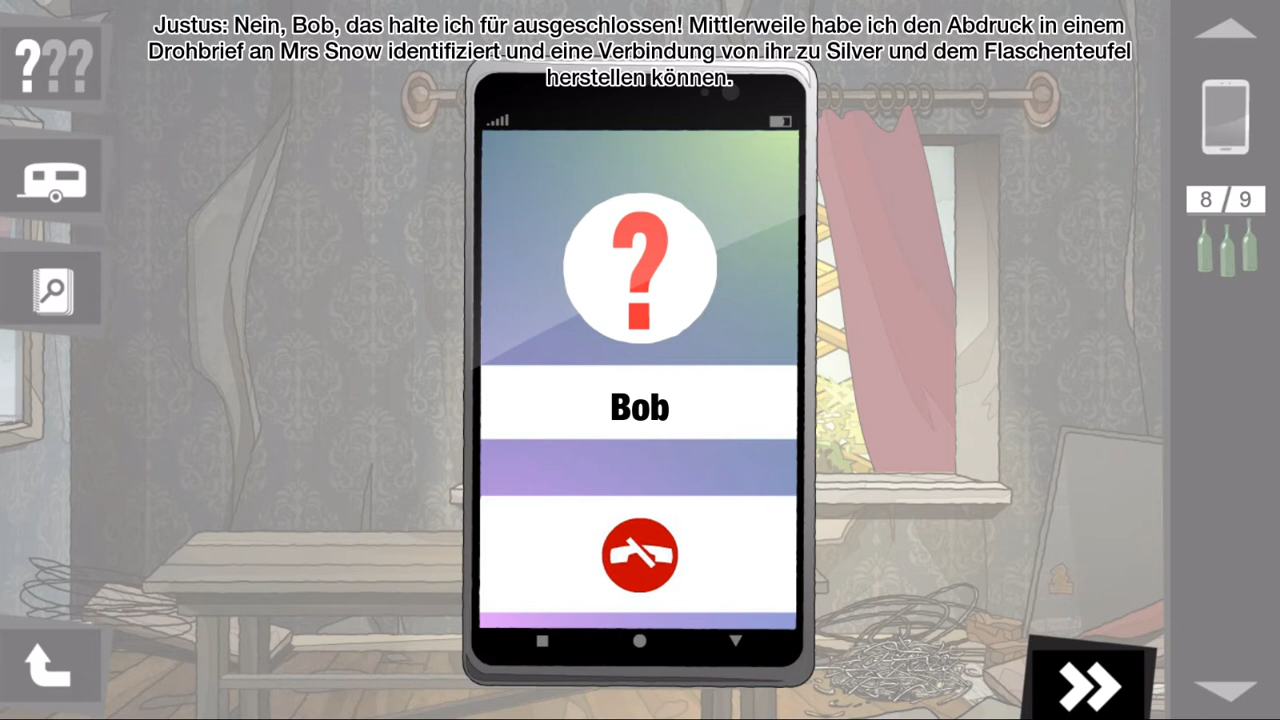 Justus: Nein, Bob, das halte ich für ausgeschlossen! Mittlerweile habe ich den Abdruck in einem
Drohbrief an Mrs Snow identifiziert und eine Verbindung von ihr zu Silver und dem Flaschenteufel
herstellen können.
???
8 / 9
?
Bob